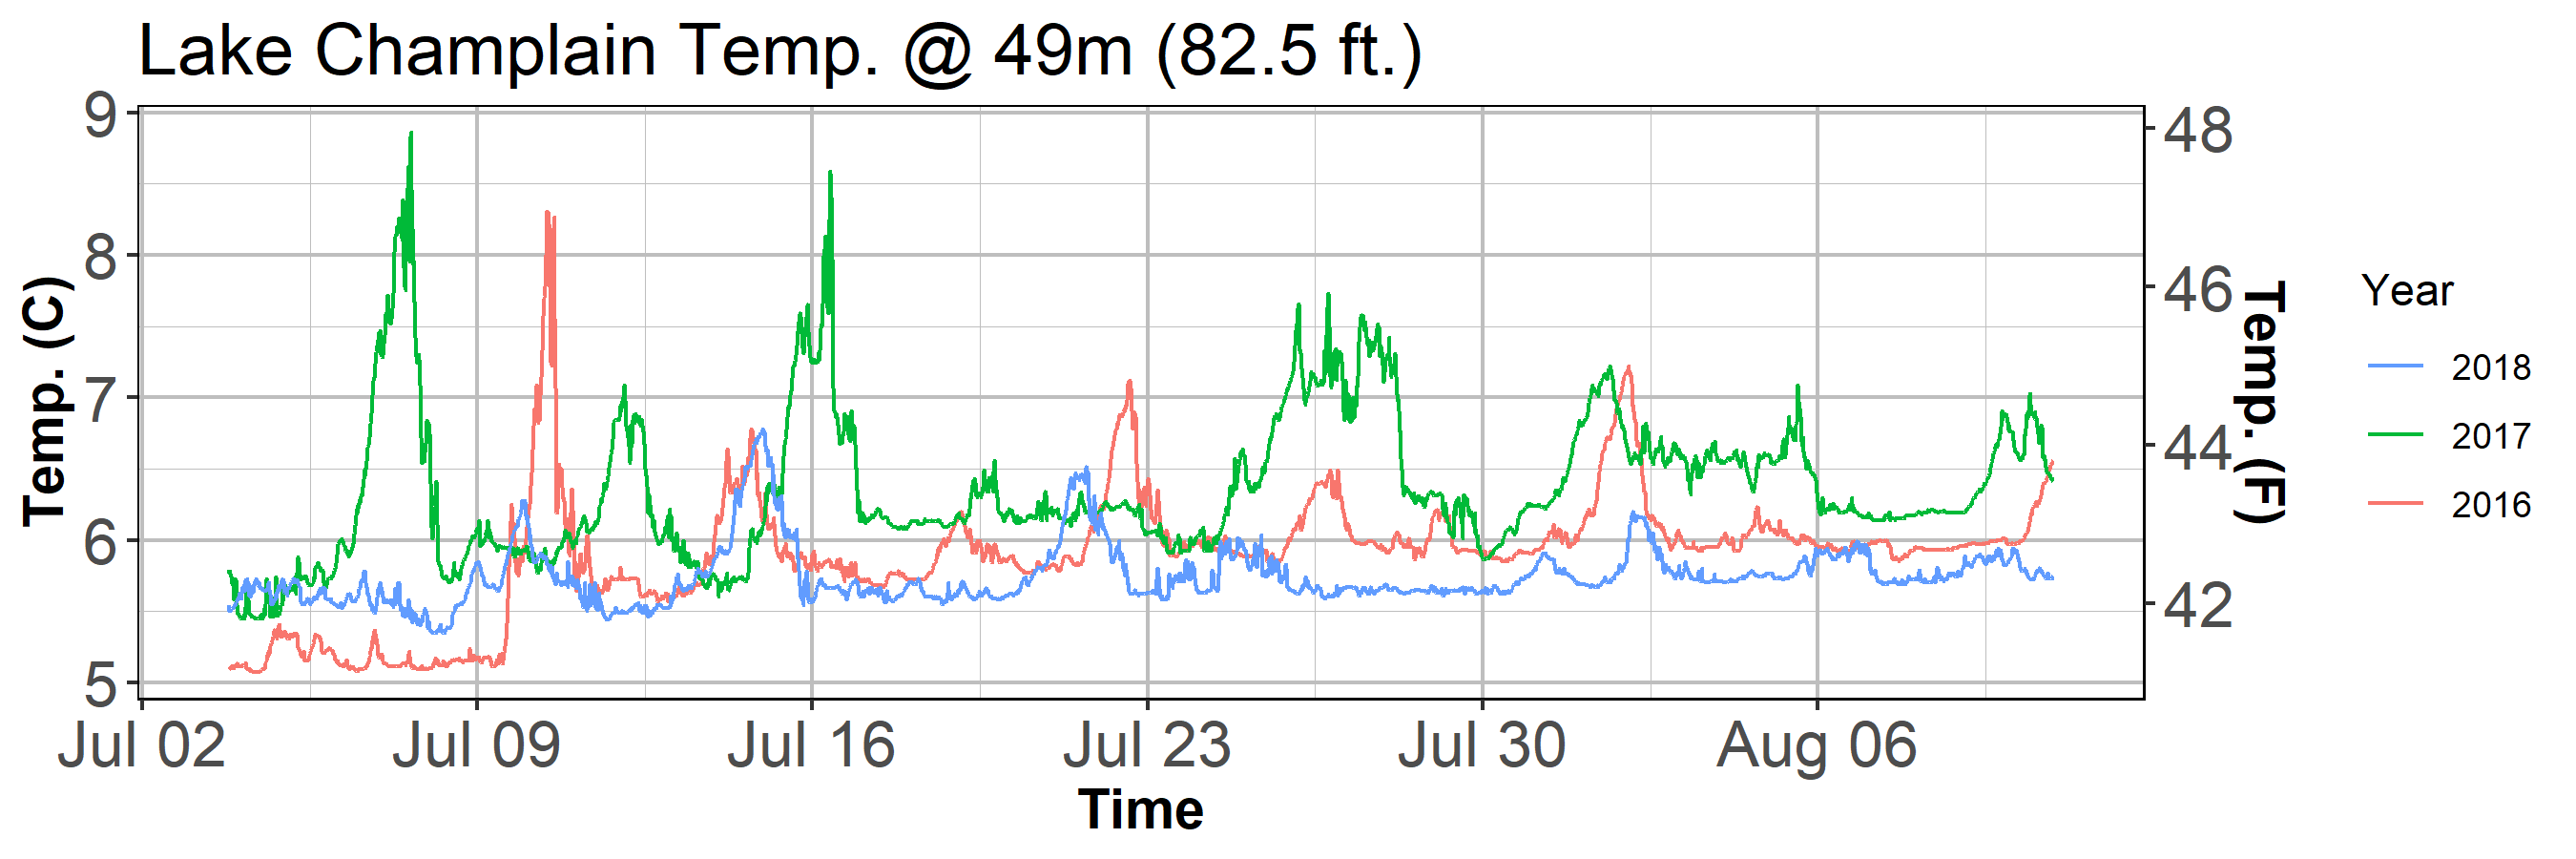 Lake Champlain Temp. @ 49m (82.5 ft.)
Temp. (C)
9
8
7
6
5
48
46
44
42
Temp. (F)
Jul 02
Jul 09
Jul 16
Jul 23
Jul 30
Aug 06
Time
Year
2018
2017
2016